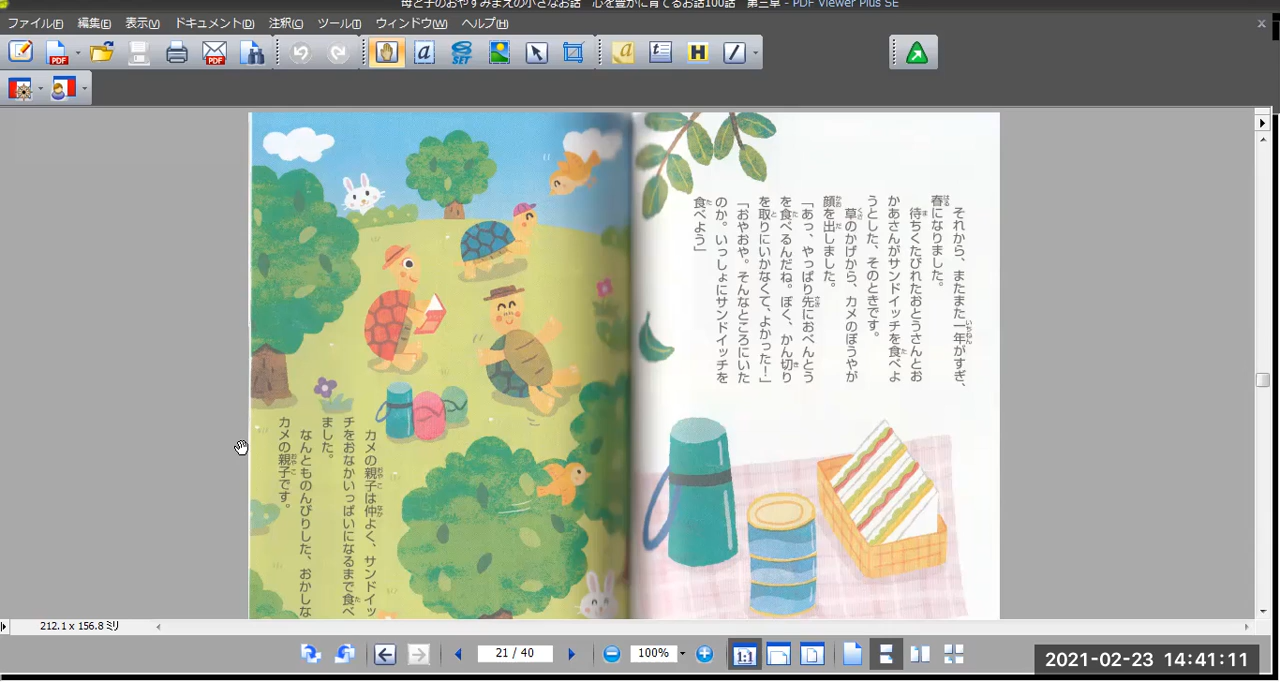 母と子のおやすみまえの小さなお話　心を豊かに育てるお話100話　第三章 - PDF Viewer Plus SE
ファイル(F)　編集(E)　表示(V)　ドキュメント(D)　注釈(C)　ツール(T)　ウィンドウ(W)　ヘルプ(H)
それから、またまた一年がすぎ、
春になりました。
待ちくたびれたおとうさんとお
かあさんがサンドイッチを食べよ
うとした、そのときです。
草のかげから、カメのぼうやが
顔を出しました。
「あっ、やっぱり先におべんとう
を食べるんだね。ぼく、かん切り
を取りにいかなくて、よかった！」
「おやおや。そんなところにいた
のか。いっしょにサンドイッチを
食べよう」
カメの親子は仲よく、サンドイッ
チをおなかいっぱいになるまで食べ
ました。
なんとものんびりした、おかしな
カメの親子です。
212.1 x 156.8 ミリ
21 / 40
100%
1:1
2021-02-23 14:41:11